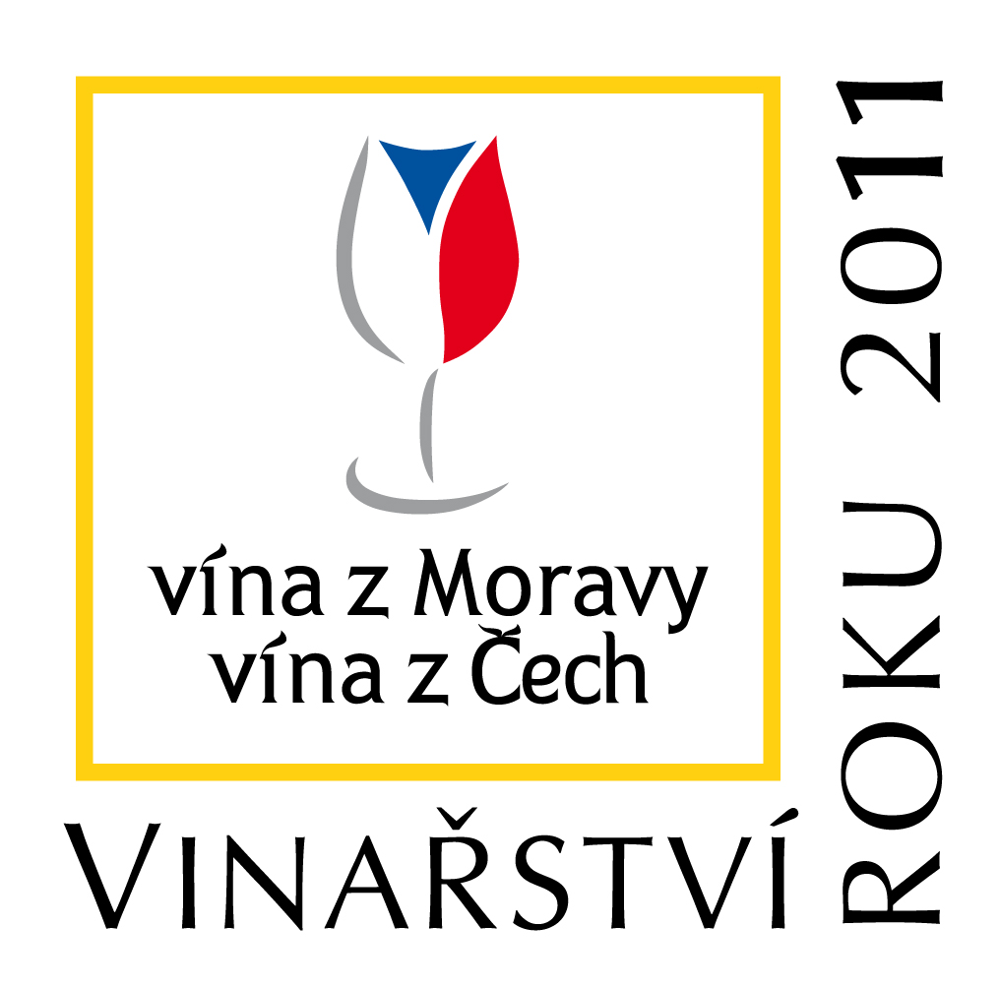 vína z Moravy
vína z Čech
VINAŘSTVÍ
ROKU 2011